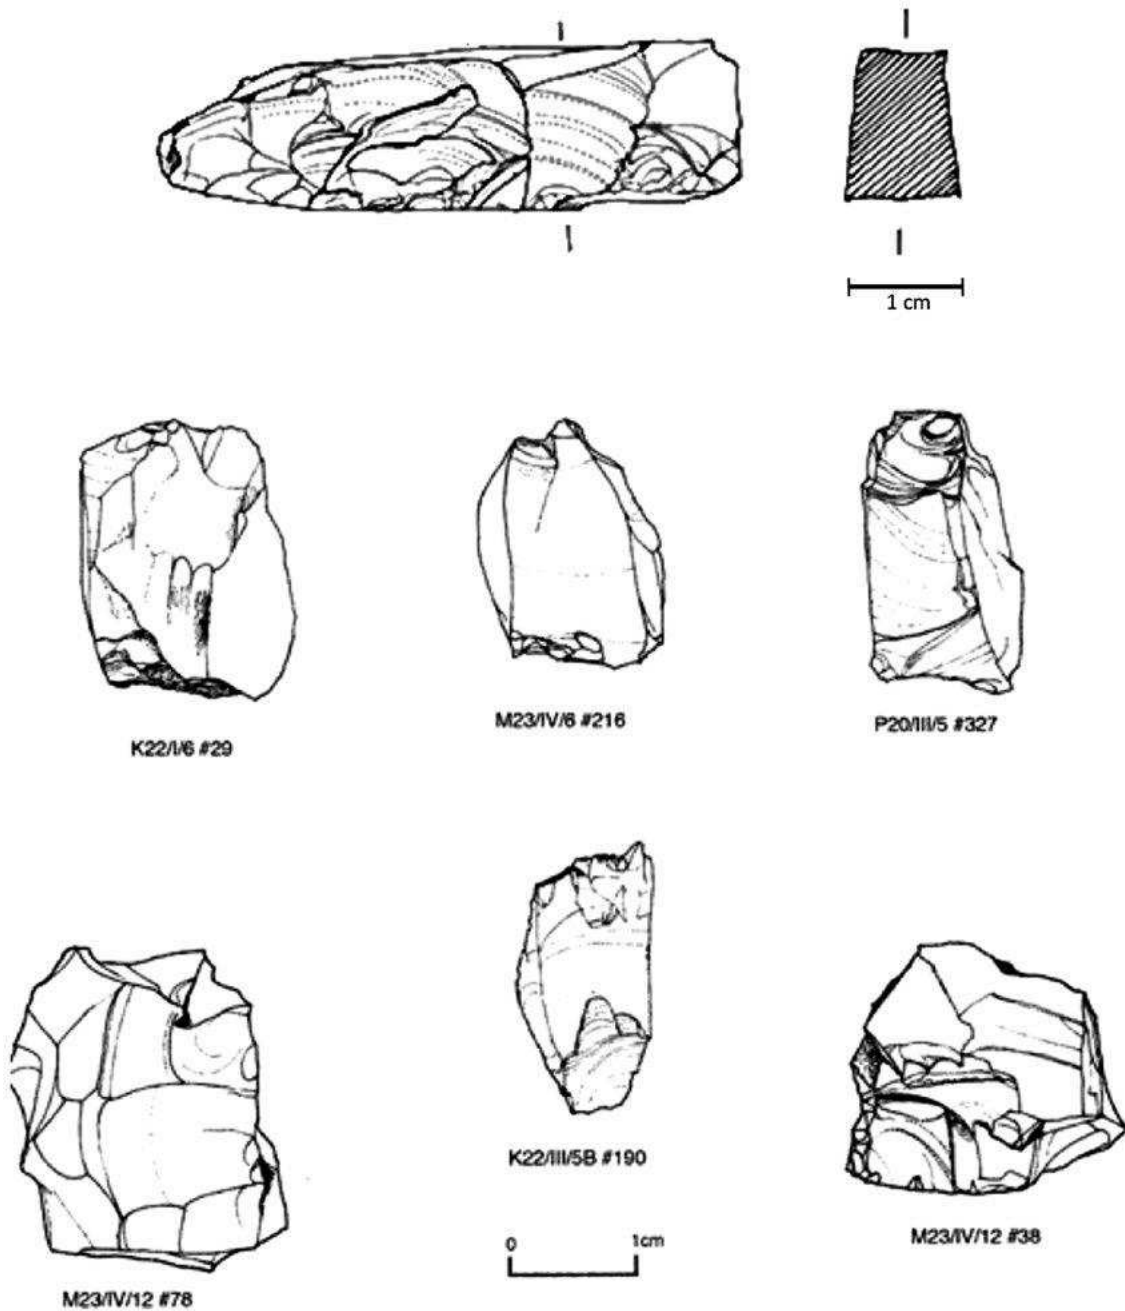 1 cm
K22/I/6 #29
M23/IV/6 #216
P20/III/5 #327
K22/III/5B #190
0 1cm
M23/IV/12 #38
M23/IV/12 #78